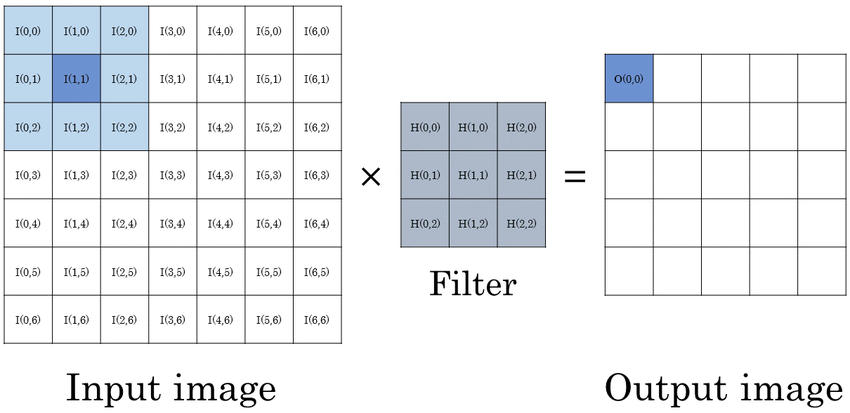 I(0,0) I(1,0) I(2,0) I(3,0) I(4,0) I(5,0) I(6,0)
I(0,1) I(1,1) I(2,1) I(3,1) I(4,1) I(5,1) I(6,1)
I(0,2) I(1,2) I(2,2) I(3,2) I(4,2) I(5,2) I(6,2)
I(0,3) I(1,3) I(2,3) I(3,3) I(4,3) I(5,3) I(6,3)
I(0,4) I(1,4) I(2,4) I(3,4) I(4,4) I(5,4) I(6,4)
I(0,5) I(1,5) I(2,5) I(3,5) I(4,5) I(5,5) I(6,5)
I(0,6) I(1,6) I(2,6) I(3,6) I(4,6) I(5,6) I(6,6)
Input image
×
H(0,0) H(1,0) H(2,0)
H(0,1) H(1,1) H(2,1)
H(0,2) H(1,2) H(2,2)
Filter
=
O(0,0)
Output image